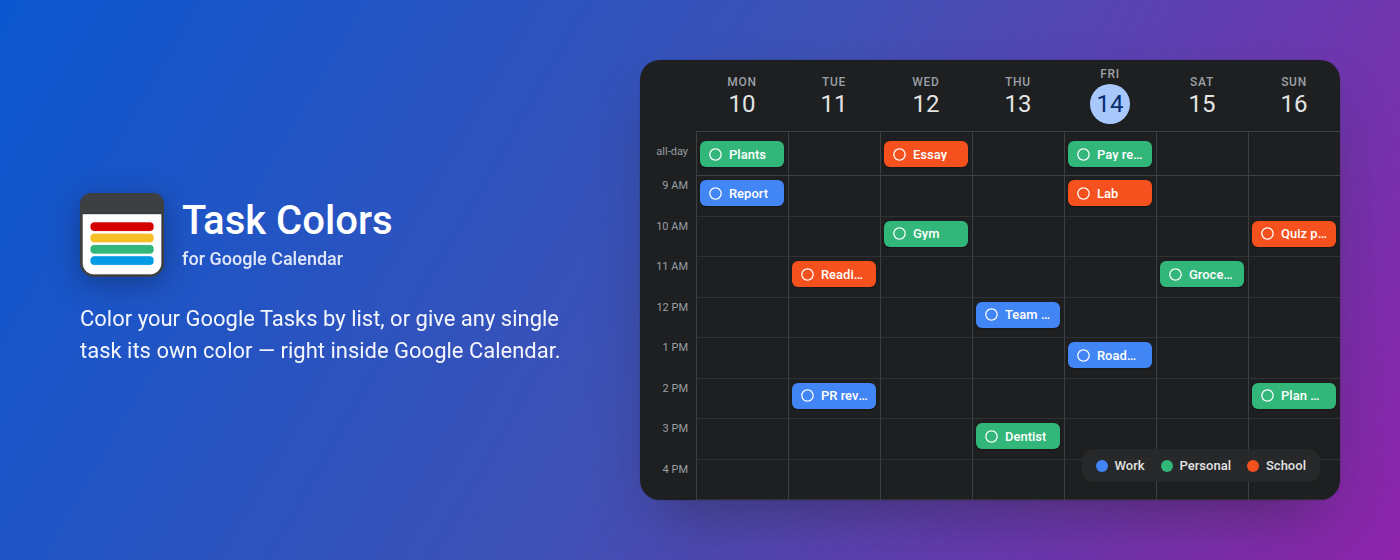 Task Colors
for Google Calendar
Color your Google Tasks by list, or give any single
task its own color — right inside Google Calendar.
MON TUE WED THU FRI SAT SUN
10 11 12 13 14 15 16
all-day Plants Essay Pay re...
9 AM Report Lab
10 AM Gym Quiz p...
11 AM Readi... Groce...
12 PM Team ...
1 PM Road...
2 PM PR rev... Plan ...
3 PM Dentist
4 PM Work Personal School